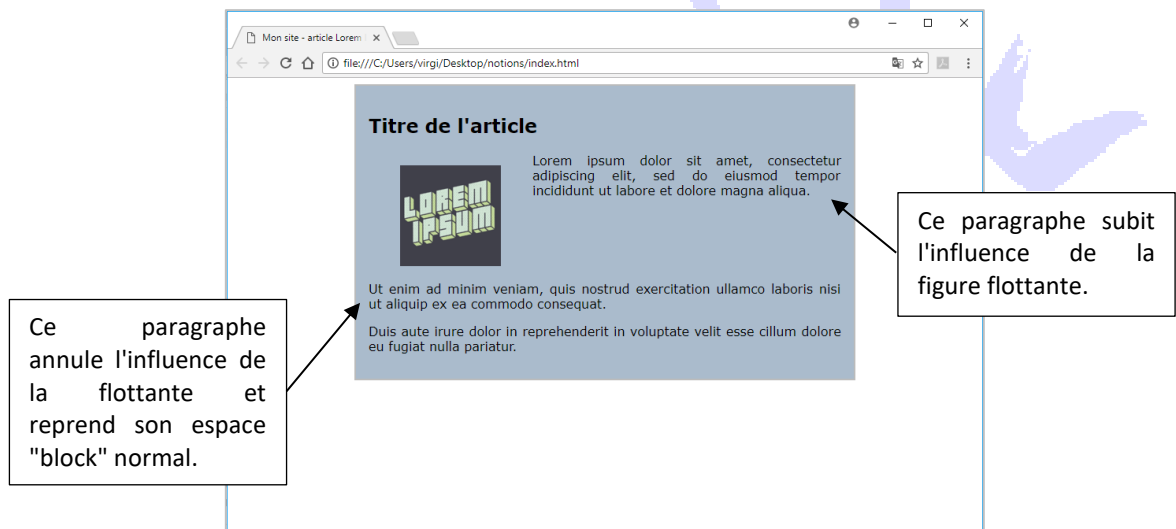 Mon site - article Lorem
file:///C:/Users/virgi/Desktop/notions/index.html
Titre de l'article
LOREM
IPSUM
Lorem ipsum dolor sit amet, consectetur
adipiscing elit, sed do eiusmod tempor
incididunt ut labore et dolore magna aliqua.
Ut enim ad minim veniam, quis nostrud exercitation ullamco laboris nisi
ut aliquip ex ea commodo consequat.
Duis aute irure dolor in reprehenderit in voluptate velit esse cillum dolore
eu fugiat nulla pariatur.
Ce paragraphe subit
l'influence de la
figure flottante.
Ce paragraphe
annule l'influence de
la flottante et
reprend son espace
"block" normal.